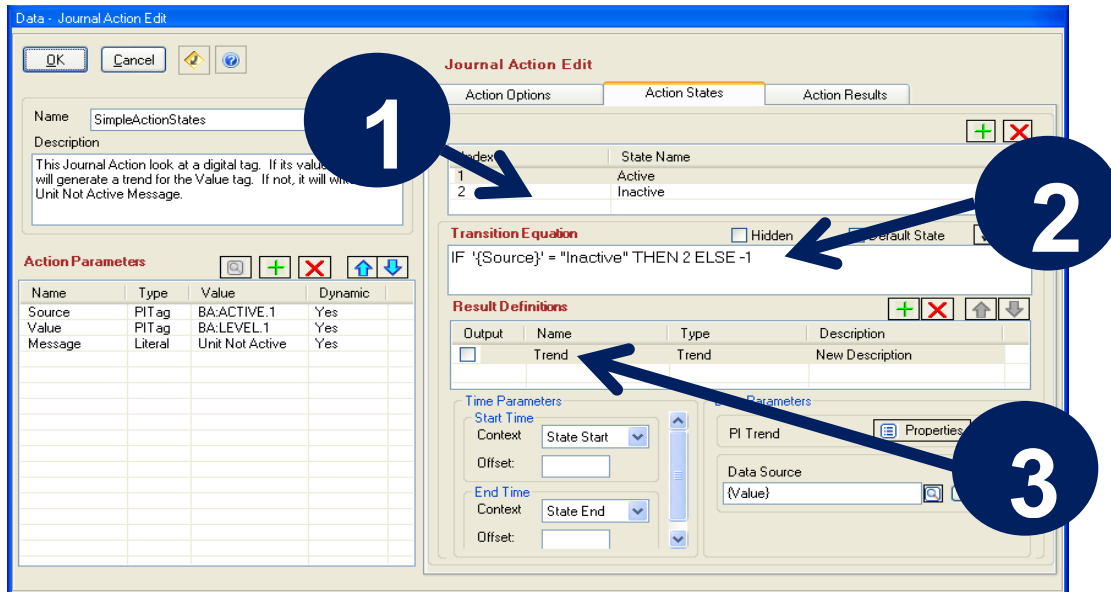 Data - Journal Action Edit
OK Cancel
Journal Action Edit
Action Options Action States Action Results
Name SimpleActionStates
Description
This Journal Action look at a digital tag. If its
will generate a trend for the Value tag. If not, it will
Unit Not Active Message.
1
State Name
1 Active
2 Inactive
2
Transition Equation Hidden Default State
IF '{Source}' = "Inactive" THEN 2 ELSE -1
Action Parameters
Name Type Value Dynamic
Source PITag BA:ACTIVE.1 Yes
Value PITag BA:LEVEL.1 Yes
Message Literal Unit Not Active Yes
Result Definitions
Output Name Type Description
Trend Trend New Description
Time Parameters
Start Time
Context State Start
Offset:
End Time
Context State End
Offset:
Parameters
PI Trend Properties
Data Source
{Value}
3